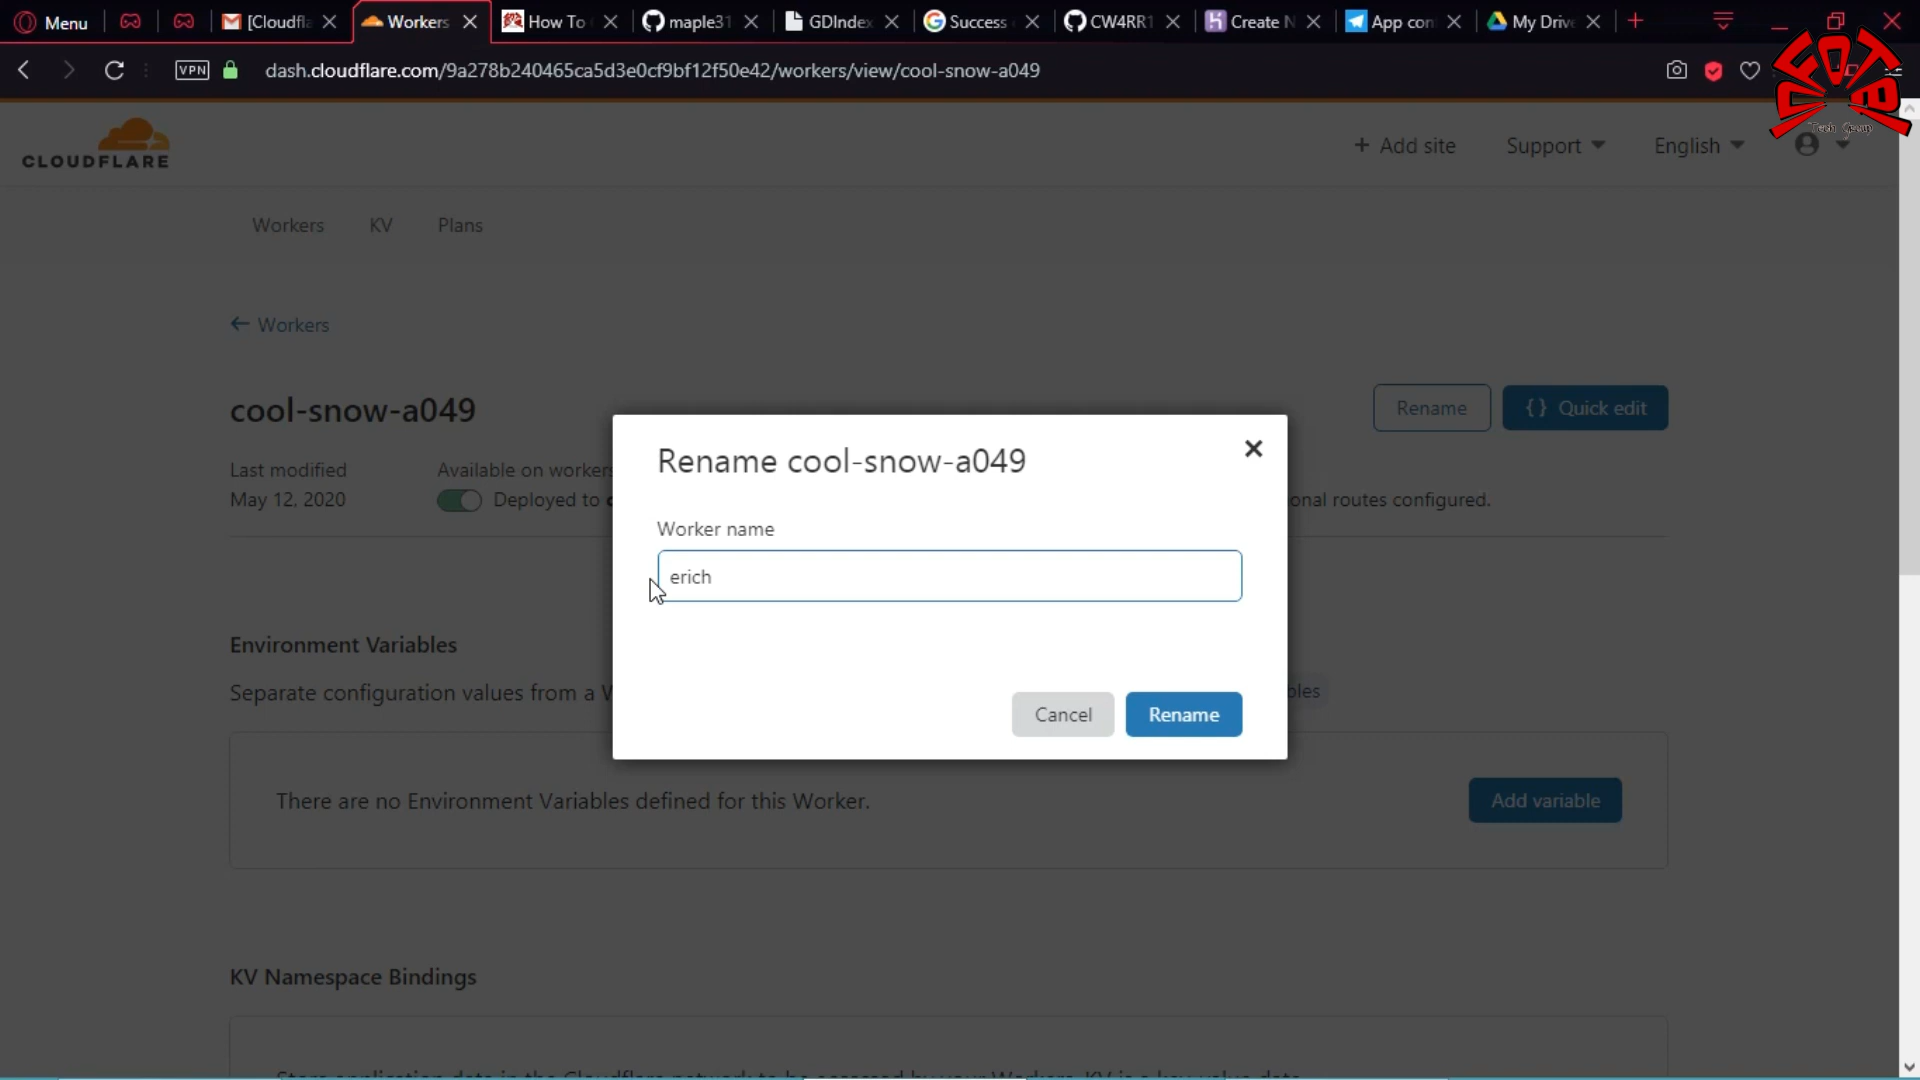 Menu
[Cloudfla
Workers
How To
maple31
GDIndex
Success
CW4RR1
Create N
App con
My Drive
VPN
dash.cloudflare.com/9a278b240465ca5d3e0cf9bf12f50e42/workers/view/cool-snow-a049
Tech Group
CLOUDFLARE
+ Add site
Support
English
Workers
KV
Plans
← Workers
cool-snow-a049
Rename
{} Quick edit
Last modified
Available on workers
May 12, 2020
Deployed to
onal routes configured.
Rename cool-snow-a049
Worker name
erich
Cancel
Rename
Environment Variables
Separate configuration values from a W
bles
There are no Environment Variables defined for this Worker.
Add variable
KV Namespace Bindings